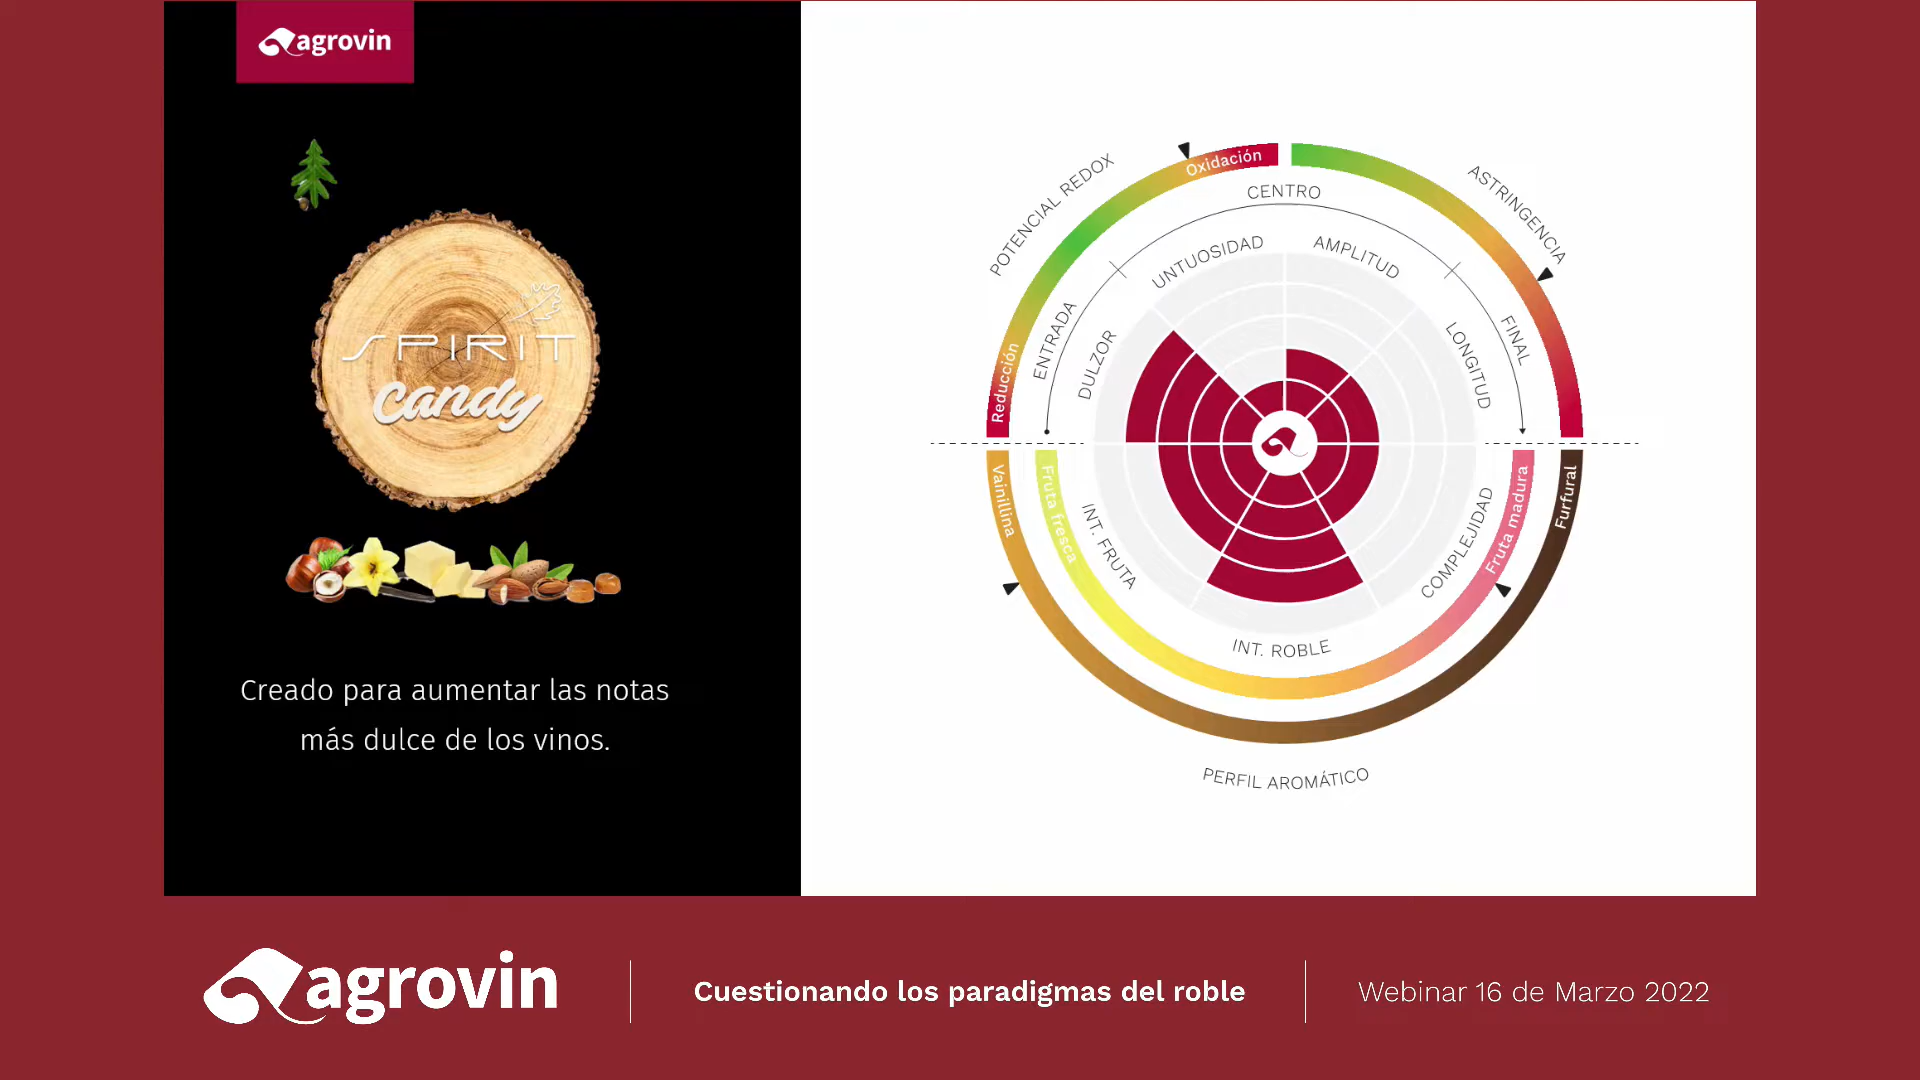 agrovin
SPIRIT
Candy
Creado para aumentar las notas
más dulce de los vinos.
POTENCIAL REDOX
Oxidación
Reducción
ASTRINGENCIA
CENTRO
ENTRADA
FINAL
UNTUOSIDAD
AMPLITUD
DULZOR
LONGITUD
Vainillina
Fruta fresca
INT. FRUTA
INT. ROBLE
COMPLEJIDAD
Fruta madura
Furfural
PERFIL AROMÁTICO
agrovin
Cuestionando los paradigmas del roble
Webinar 16 de Marzo 2022